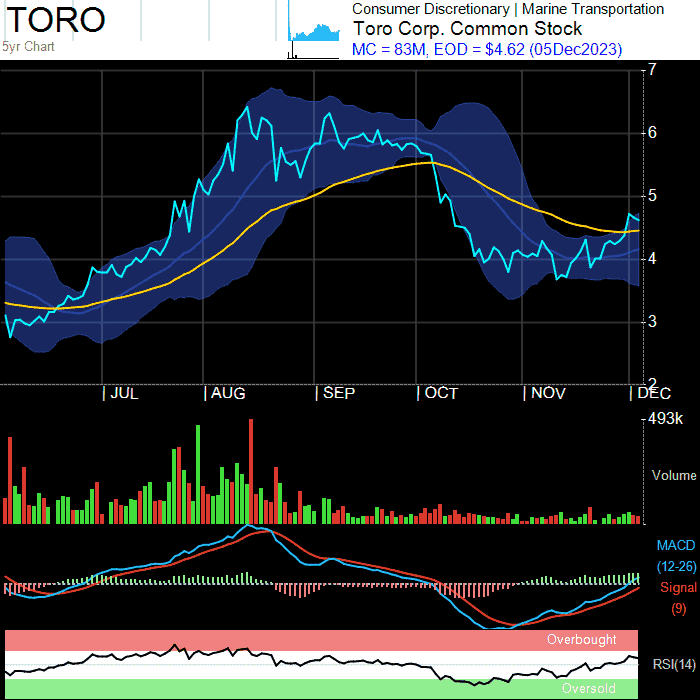 TORO
5yr Chart
Consumer Discretionary | Marine Transportation
Toro Corp. Common Stock
MC = 83M, EOD = $4.62 (05Dec2023)
7
6
5
4
3
2
| JUL | AUG | SEP | OCT | NOV | DEC
493k
Volume
MACD
(12-26)
Signal
(9)
Overbought
RSI(14)
Oversold